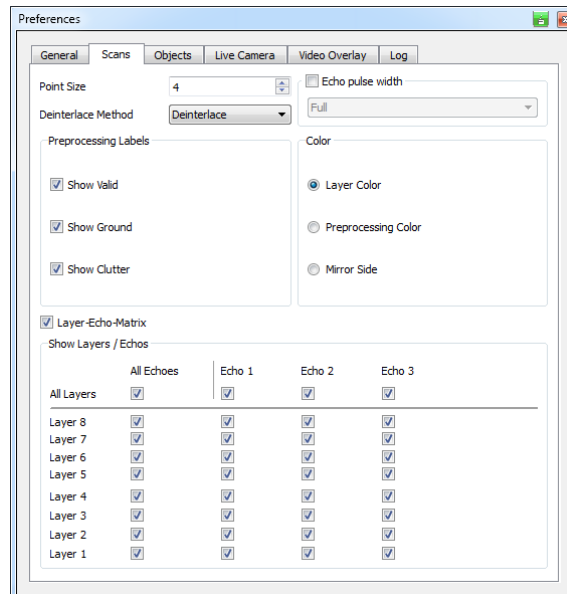 Preferences
General Scans Objects Live Camera Video Overlay Log
Point Size 4
Echo pulse width
Full
Deinterlace Method Deinterlace
Preprocessing Labels
Color
Show Valid
Layer Color
Show Ground
Preprocessing Color
Show Clutter
Mirror Side
Layer-Echo-Matrix
Show Layers / Echos
All Echoes Echo 1 Echo 2 Echo 3
All Layers
Layer 8
Layer 7
Layer 6
Layer 5
Layer 4
Layer 3
Layer 2
Layer 1